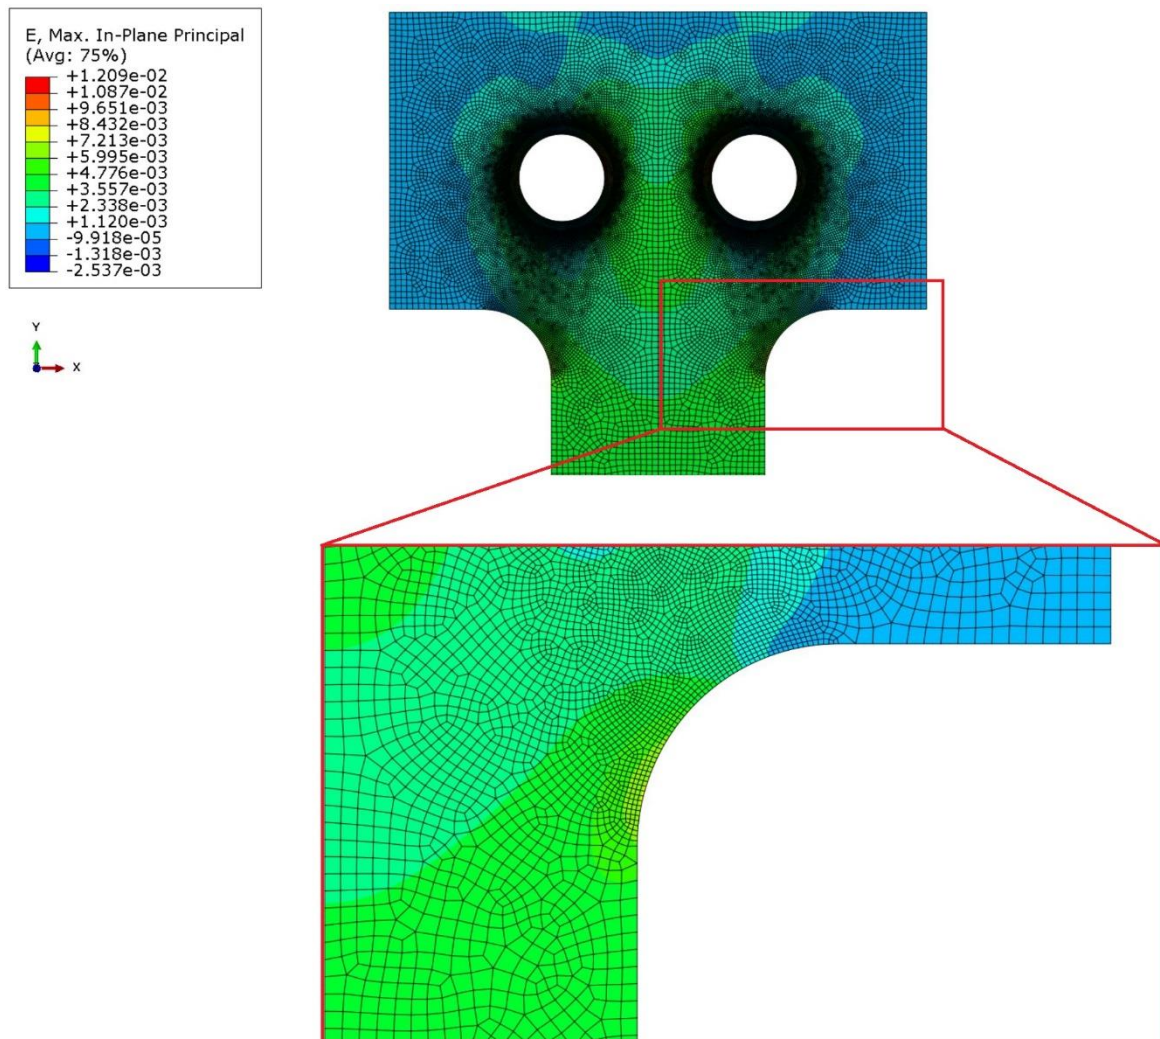 E, Max. In-Plane Principal
(Avg: 75%)
+1.209e-02
+1.087e-02
+9.651e-03
+8.432e-03
+7.213e-03
+5.995e-03
+4.776e-03
+3.557e-03
+2.338e-03
+1.120e-03
-9.918e-05
-1.318e-03
-2.537e-03
Y
X